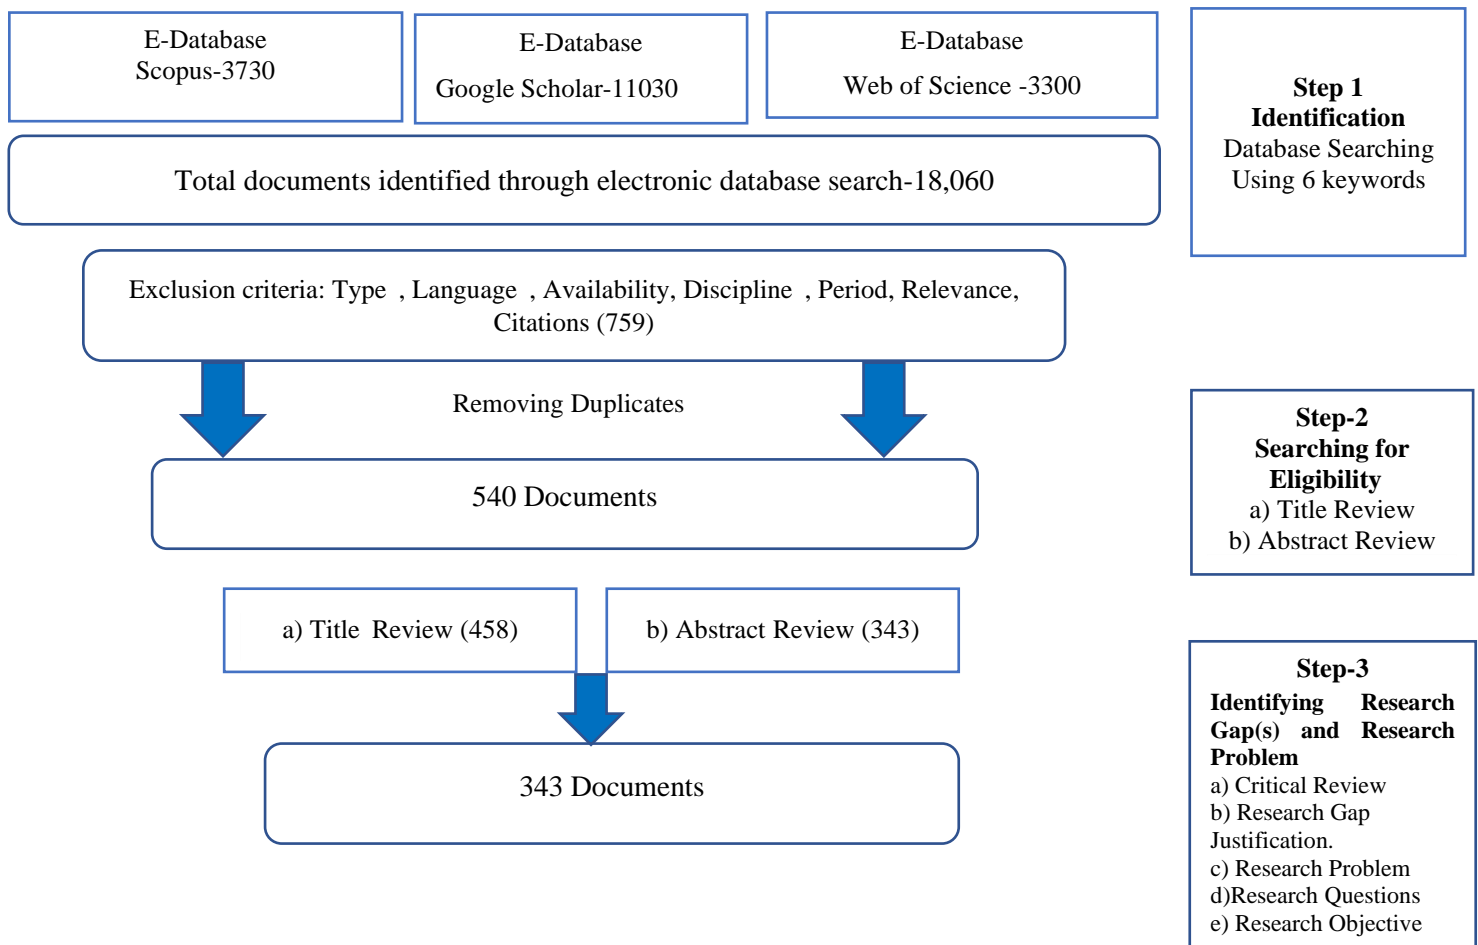 E-Database
Scopus-3730
E-Database
Google Scholar-11030
E-Database
Web of Science -3300
Step 1
Identification
Database Searching
Using 6 keywords
Total documents identified through electronic database search-18,060
Exclusion criteria: Type , Language , Availability, Discipline , Period, Relevance,
Citations (759)
Removing Duplicates
540 Documents
Step-2
Searching for
Eligibility
a) Title Review
b) Abstract Review
a) Title Review (458)
b) Abstract Review (343)
343 Documents
Step-3
Identifying Research
Gap(s) and Research
Problem
a) Critical Review
b) Research Gap
Justification.
c) Research Problem
d)Research Questions
e) Research Objective